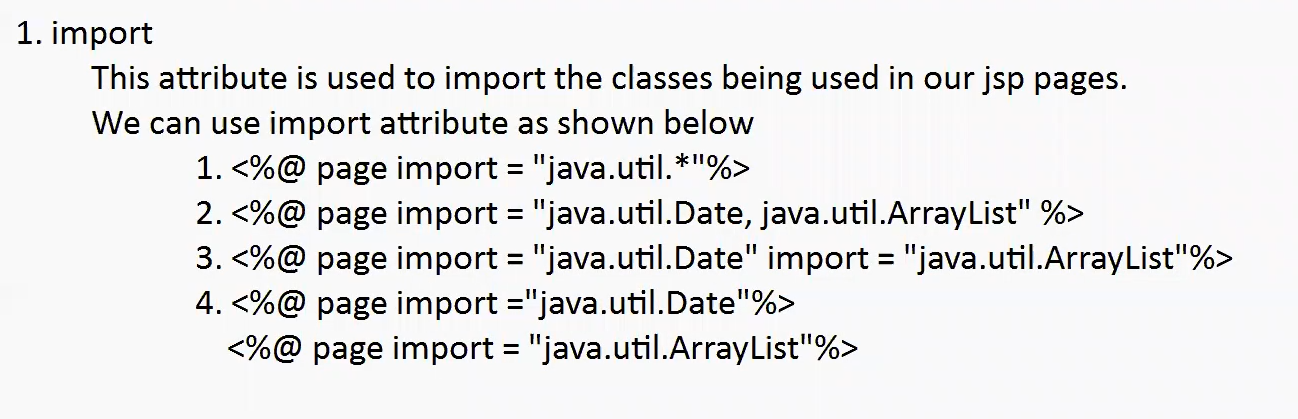 1. import
This attribute is used to import the classes being used in our jsp pages.
We can use import attribute as shown below
1. <%@ page import = "java.util.*"%>
2. <%@ page import = "java.util.Date, java.util.ArrayList" %>
3. <%@ page import = "java.util.Date" import = "java.util.ArrayList"%>
4. <%@ page import ="java.util.Date"%>
<%@ page import = "java.util.ArrayList"%>